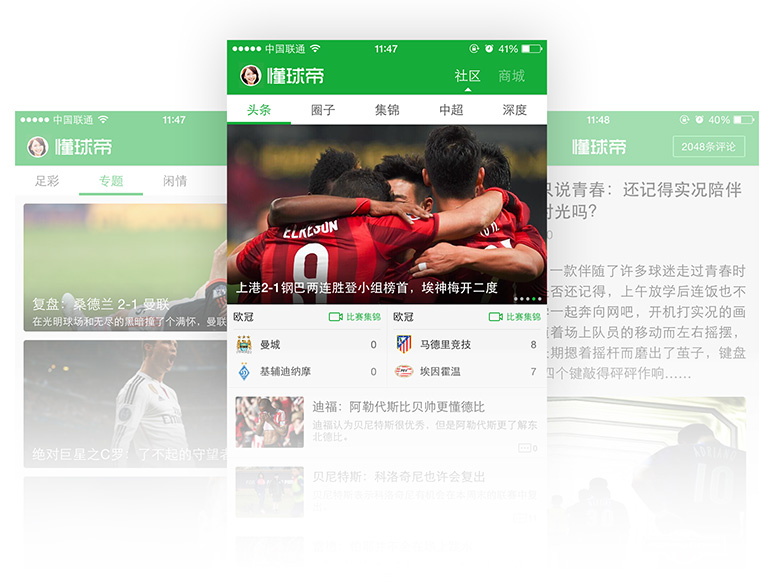 中国联通
11:47
41%
懂球帝
社区
商城
头条
圈子
集锦
中超
深度
ELKESON
9
上港2-1钢巴两连胜登小组榜首，埃神梅开二度
欧冠
比赛集锦
曼城
0
基辅迪纳摩
0
欧冠
比赛集锦
马德里竞技
8
埃因霍温
7
迪福：阿勒代斯比贝帅更懂德比
迪福认为贝尼特斯很优秀，但是阿勒代斯更了解东
北德比。
0
贝尼特斯：科洛奇尼也许会复出
中国联通
11:47
懂球帝
足彩
专题
闲情
复盘：桑德兰 2-1 曼联
在光明球场和无尽的黑暗撞了个满怀，曼联
绝对巨星之C罗：了不起的守望者
11:48
40%
懂球帝
2048条评论
只说青春：还记得实况陪伴
时光吗？
0
一款伴随了许多球迷走过青春时
是否还记得，上午放学后连饭也不
一起奔向网吧，开机打实况的画
着场上队员的移动而左右摇摆，
长期摁着摇杆而磨出了茧子，键盘
四个键敲得砰砰作响……
ADRIANO
10